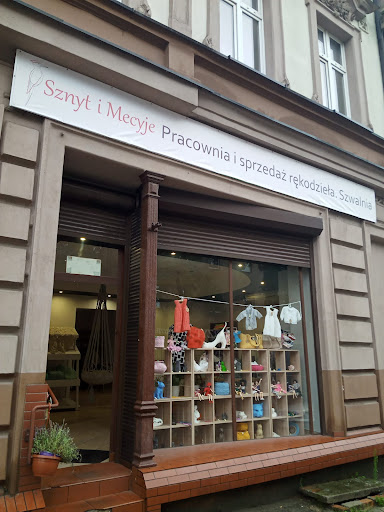 Sznyt i Mecyje Pracownia i sprzedaż rękodzieła. Szwalnia